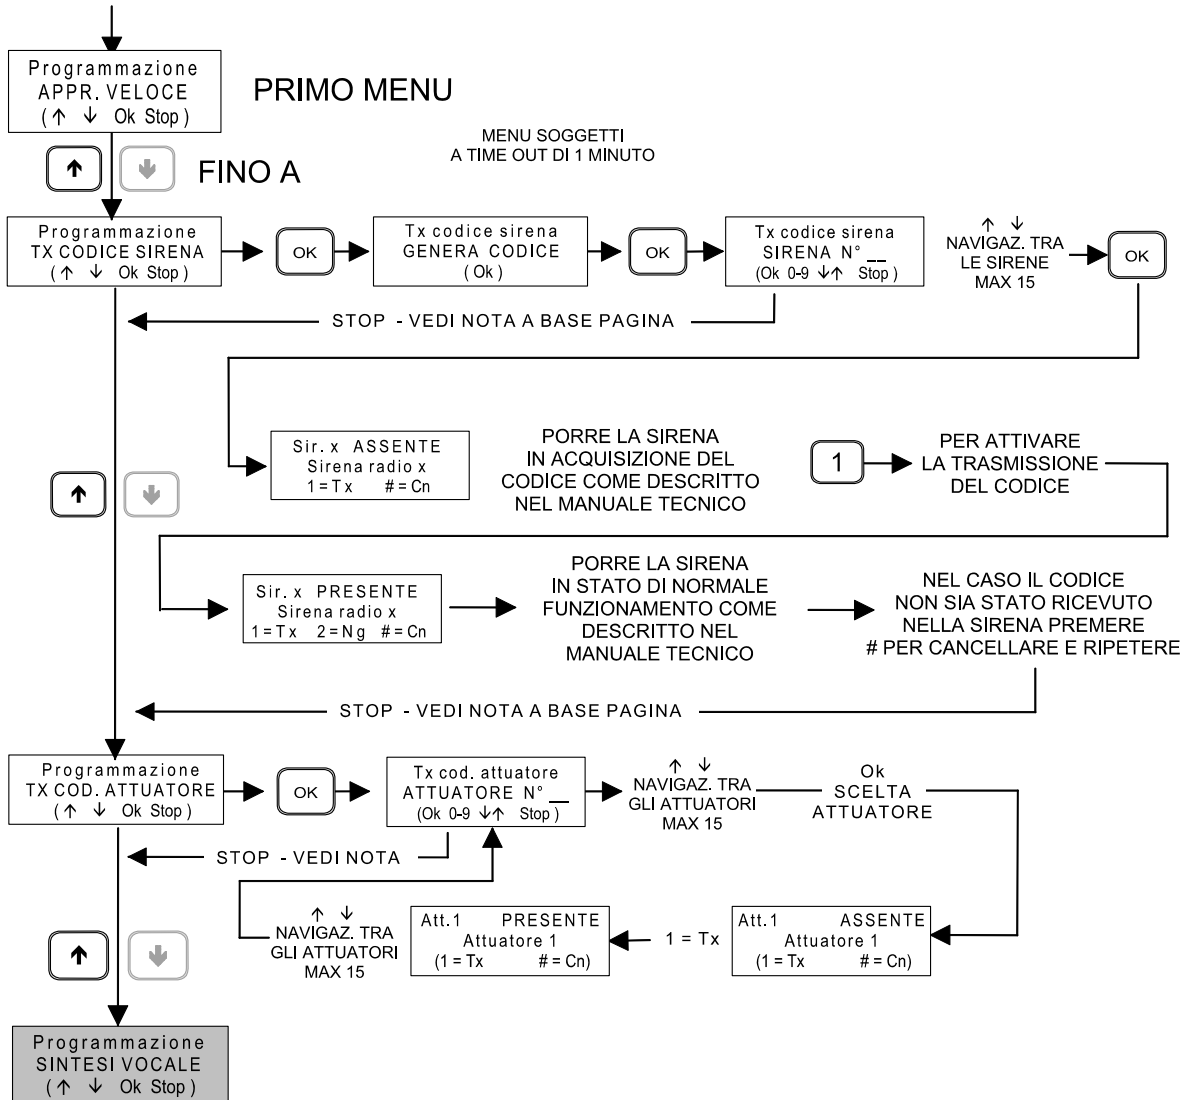 Programmazione
APPR. VELOCE
(↑ ↓ Ok Stop)
PRIMO MENU
MENU SOGGETTI
A TIME OUT DI 1 MINUTO
FINO A
Programmazione
TX CODICE SIRENA
(↑ ↓ Ok Stop)
OK
Tx codice sirena
GENERA CODICE
(Ok)
OK
Tx codice sirena
SIRENA N° __
(Ok 0-9 ↓↑ Stop)
↑ ↓
NAVIGAZ. TRA
LE SIRENE
MAX 15
OK
STOP - VEDI NOTA A BASE PAGINA
Sir. x ASSENTE
Sirena radio x
1=Tx #=Cn
PORRE LA SIRENA
IN ACQUISIZIONE DEL
CODICE COME DESCRITTO
NEL MANUALE TECNICO
1
PER ATTIVARE
LA TRASMISSIONE
DEL CODICE
Sir. x PRESENTE
Sirena radio x
1=Tx 2=Ng #=Cn
PORRE LA SIRENA
IN STATO DI NORMALE
FUNZIONAMENTO COME
DESCRITTO NEL
MANUALE TECNICO
NEL CASO IL CODICE
NON SIA STATO RICEVUTO
NELLA SIRENA PREMERE
# PER CANCELLARE E RIPETERE
STOP - VEDI NOTA A BASE PAGINA
Programmazione
TX COD. ATTUATORE
(↑ ↓ Ok Stop)
OK
Tx cod. attuatore
ATTUATORE N° __
(Ok 0-9 ↓↑ Stop)
↑ ↓
NAVIGAZ. TRA
GLI ATTUATORI
MAX 15
Ok
SCELTA
ATTUATORE
STOP - VEDI NOTA
↑ ↓
NAVIGAZ. TRA
GLI ATTUATORI
MAX 15
Att.1 PRESENTE
Attuatore 1
(1=Tx #=Cn)
1 = Tx
Att.1 ASSENTE
Attuatore 1
(1=Tx #=Cn)
Programmazione
SINTESI VOCALE
(↑ ↓ Ok Stop)